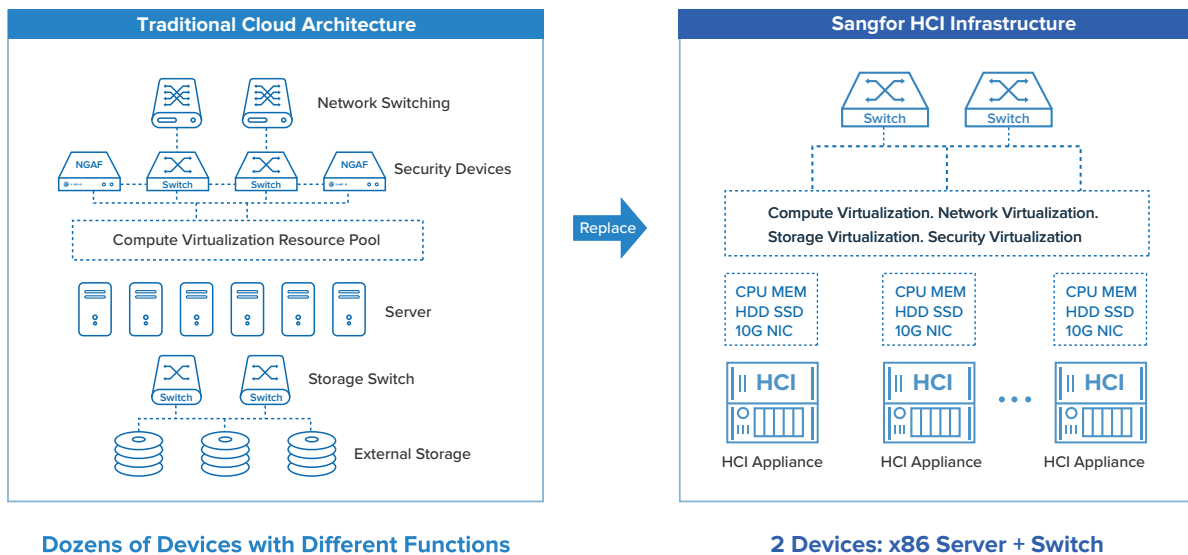 Traditional Cloud Architecture
Network Switching
NGAF
Switch
Switch
NGAF
Security Devices
Compute Virtualization Resource Pool
Server
Storage Switch
Switch
Switch
External Storage
Dozens of Devices with Different Functions
Replace
Sangfor HCI Infrastructure
Switch
Switch
Compute Virtualization. Network Virtualization.
Storage Virtualization. Security Virtualization
CPU MEM
HDD SSD
10G NIC
CPU MEM
HDD SSD
10G NIC
CPU MEM
HDD SSD
10G NIC
HCI
HCI
HCI
HCI Appliance
HCI Appliance
HCI Appliance
2 Devices: x86 Server + Switch